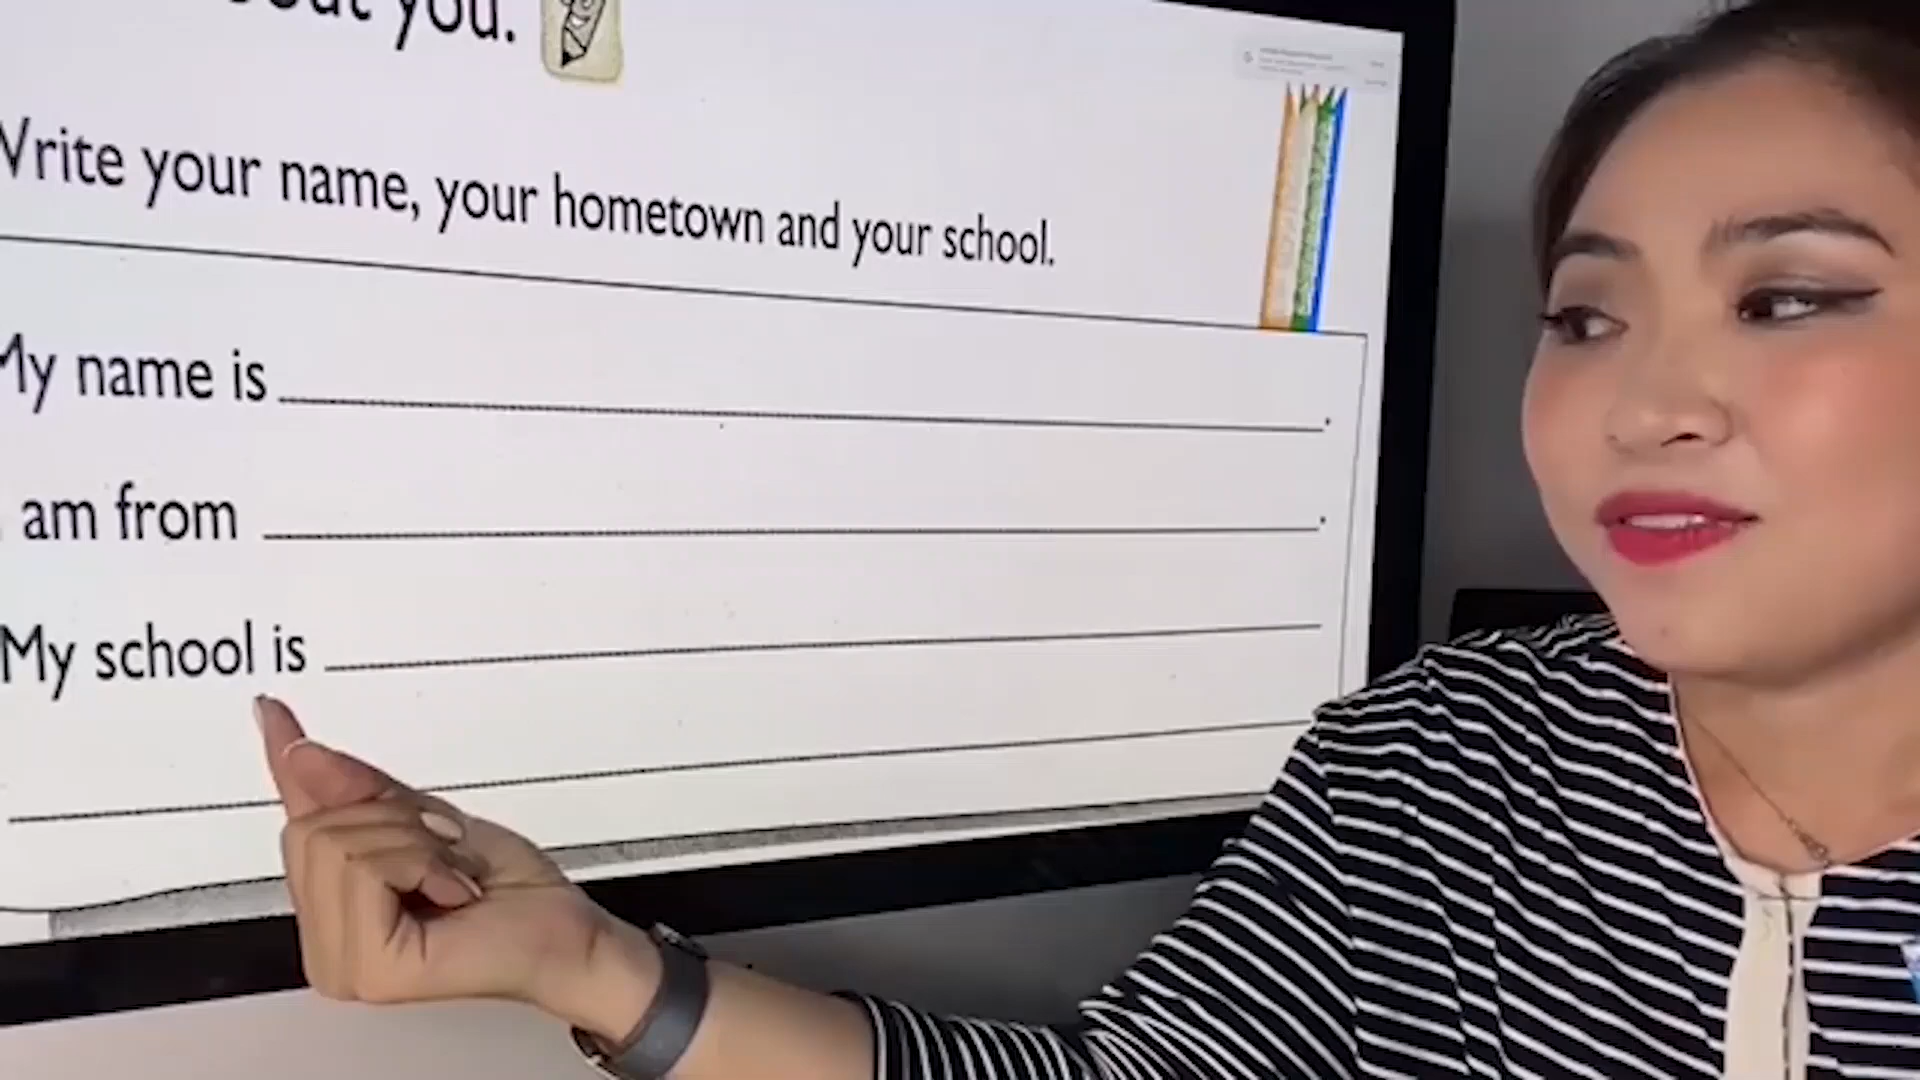 you.
Write your name, your hometown and your school.
My name is
am from
My school is